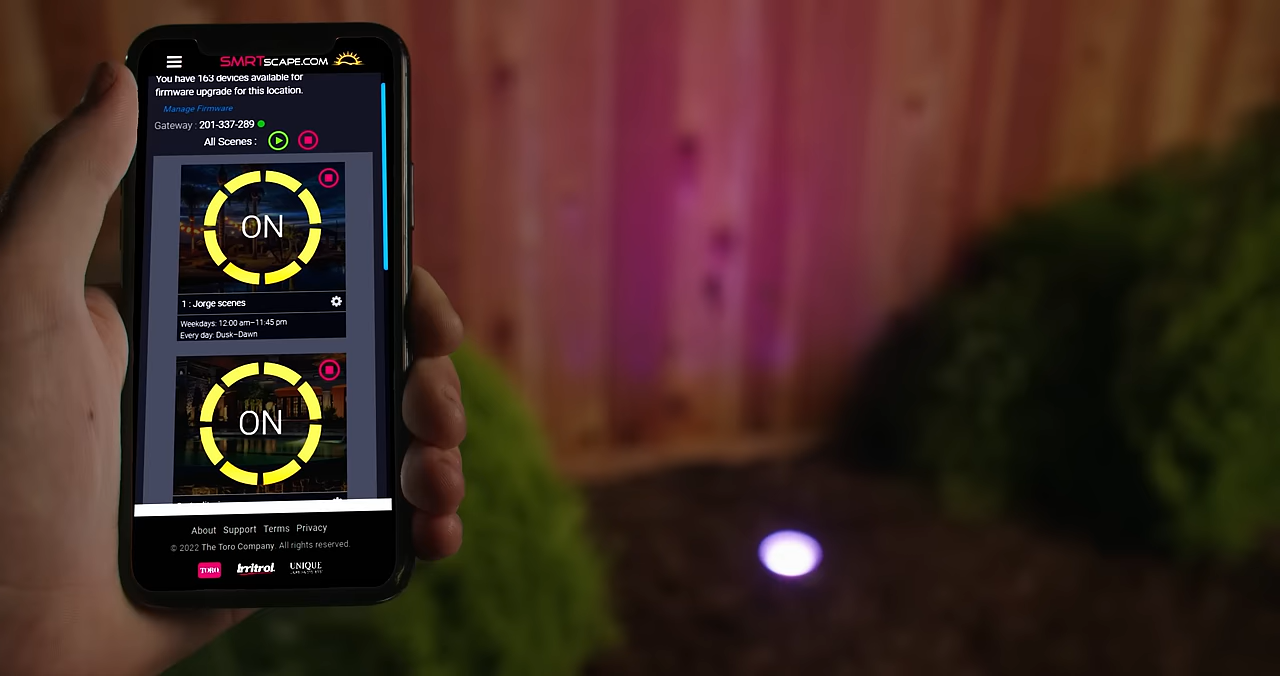 SMRTSCAPE.COM
You have 163 devices available for
firmware upgrade for this location.
Manage Firmware
Gateway : 201-337-289
All Scenes :
ON
1 : Jorge scenes
Weekdays: 12:00 am–11:45 pm
Every day: Dusk–Dawn
ON
About Support Terms Privacy
© 2022 The Toro Company. All rights reserved.
TORO Irritrol. UNIQUE